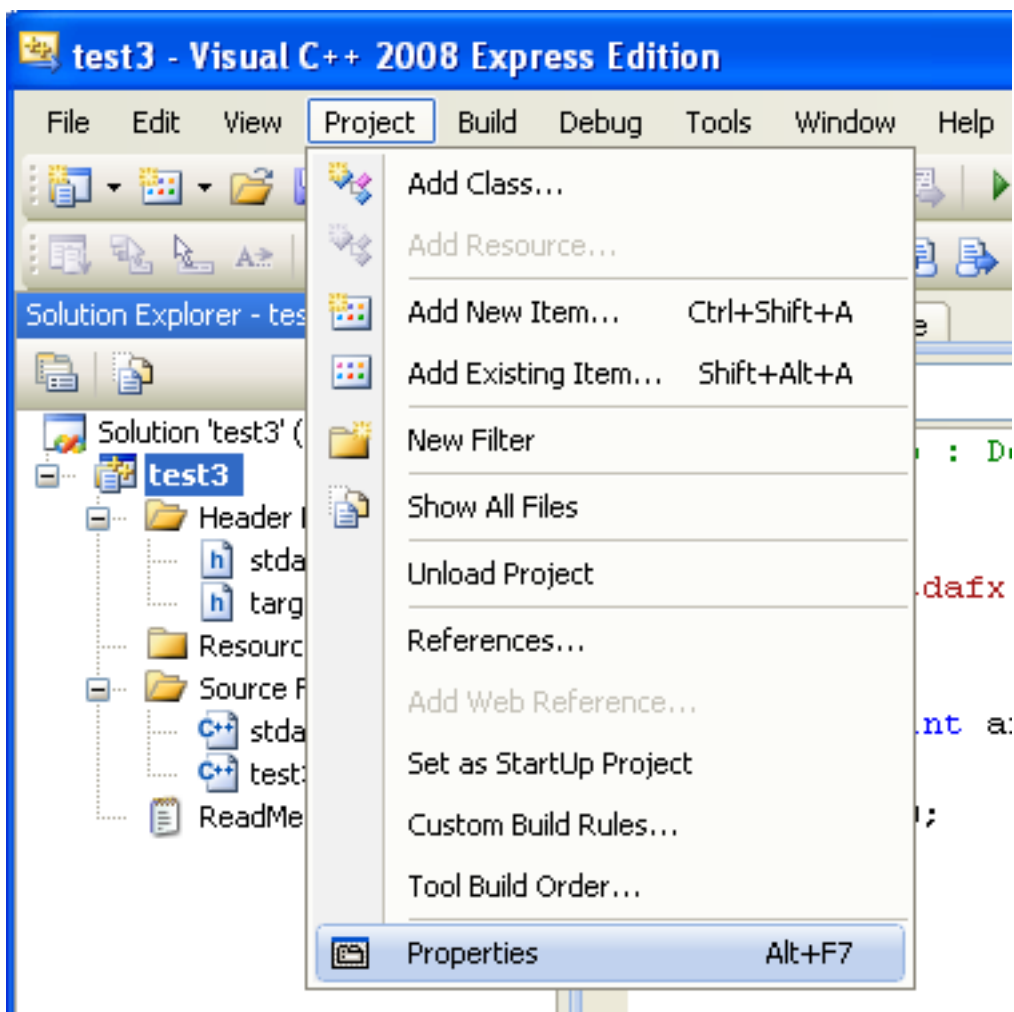 test3 - Visual C++ 2008 Express Edition
File Edit View Project Build Debug Tools Window Help
Add Class...
Add Resource...
Solution Explorer - tes
Add New Item... Ctrl+Shift+A
Add Existing Item... Shift+Alt+A
Solution 'test3' (
New Filter
: De
test3
Show All Files
Header
stda
Unload Project
dafx
targ
References...
Resourc
Source F
Add Web Reference...
stda
int a
Set as StartUp Project
test
ReadMe
Custom Build Rules...
;
Tool Build Order...
Properties Alt+F7